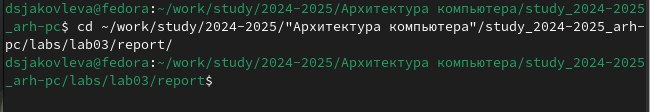 dsjakovleva@fedora:~/work/study/2024-2025/Архитектура компьютера/study_2024-2025
_arh-pc$ cd ~/work/study/2024-2025/"Архитектура компьютера"/study_2024-2025_arh-
pc/labs/lab03/report/
dsjakovleva@fedora:~/work/study/2024-2025/Архитектура компьютера/study_2024-2025
_arh-pc/labs/lab03/report$